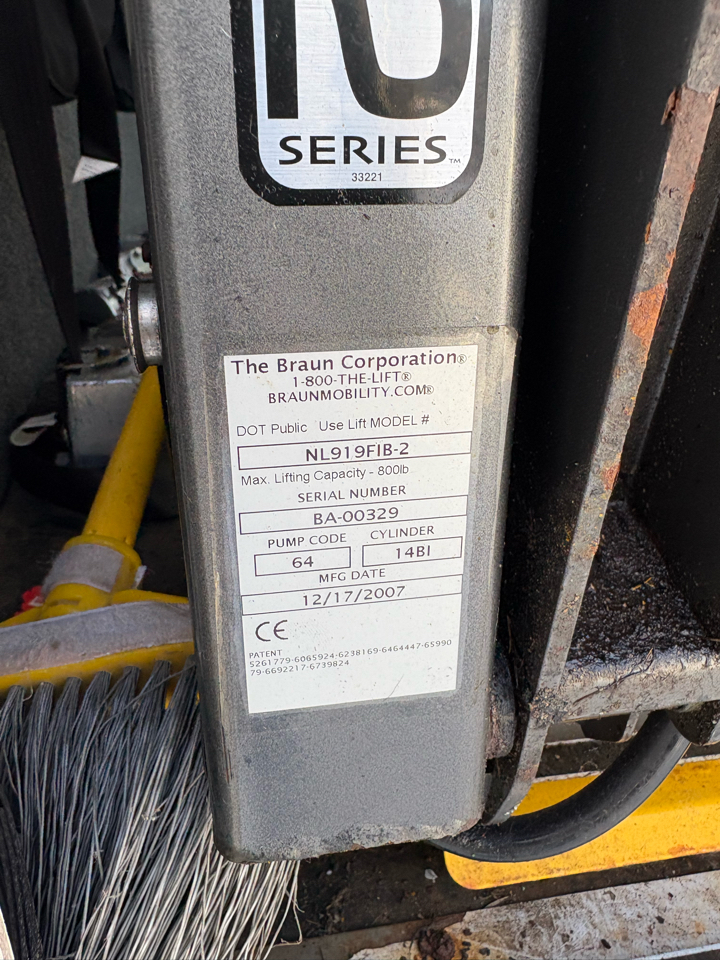 SERIES™
33221
The Braun Corporation®
1-800-THE-LIFT®
BRAUNMOBILITY.COM®
DOT Public Use Lift MODEL #
NL919FIB-2
Max. Lifting Capacity - 800lb
SERIAL NUMBER
BA-00329
PUMP CODE CYLINDER
64 14BI
MFG DATE
12/17/2007
CE
PATENT
5261779-6065924-6238169-6464447-65990
79-6692217-6739824